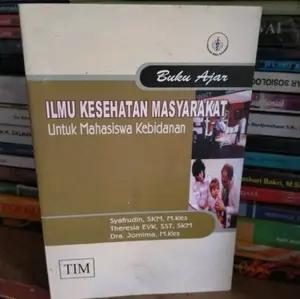 Buku Ajar
ILMU KESEHATAN MASYARAKAT
Untuk Mahasiswa Kebidanan
Syafrudin, SKM, M.Kes
Theresia EVK, SST, SKM
Dra. Jomima, M.Kes
TIM